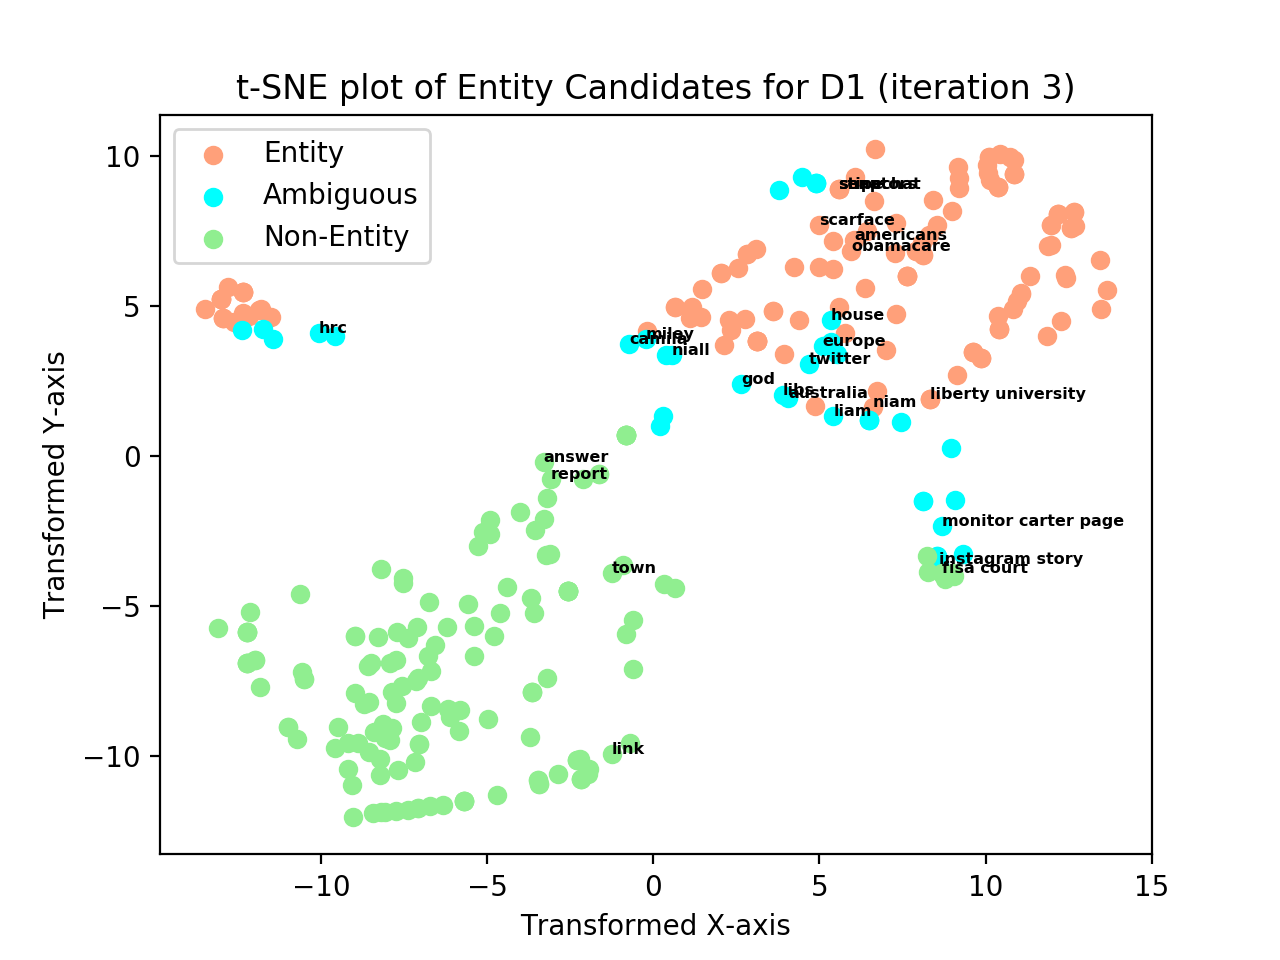 t-SNE plot of Entity Candidates for D1 (iteration 3)
Entity
Ambiguous
Non-Entity
10
5
0
−5
−10
Transformed Y-axis
scarface
americans
obamacare
house
hrc
miley
camila
niall
europe
twitter
god
libs
australia
liberty university
niam
liam
answer
report
monitor carter page
instagram story
fisa court
town
link
−10
−5
0
5
10
15
Transformed X-axis